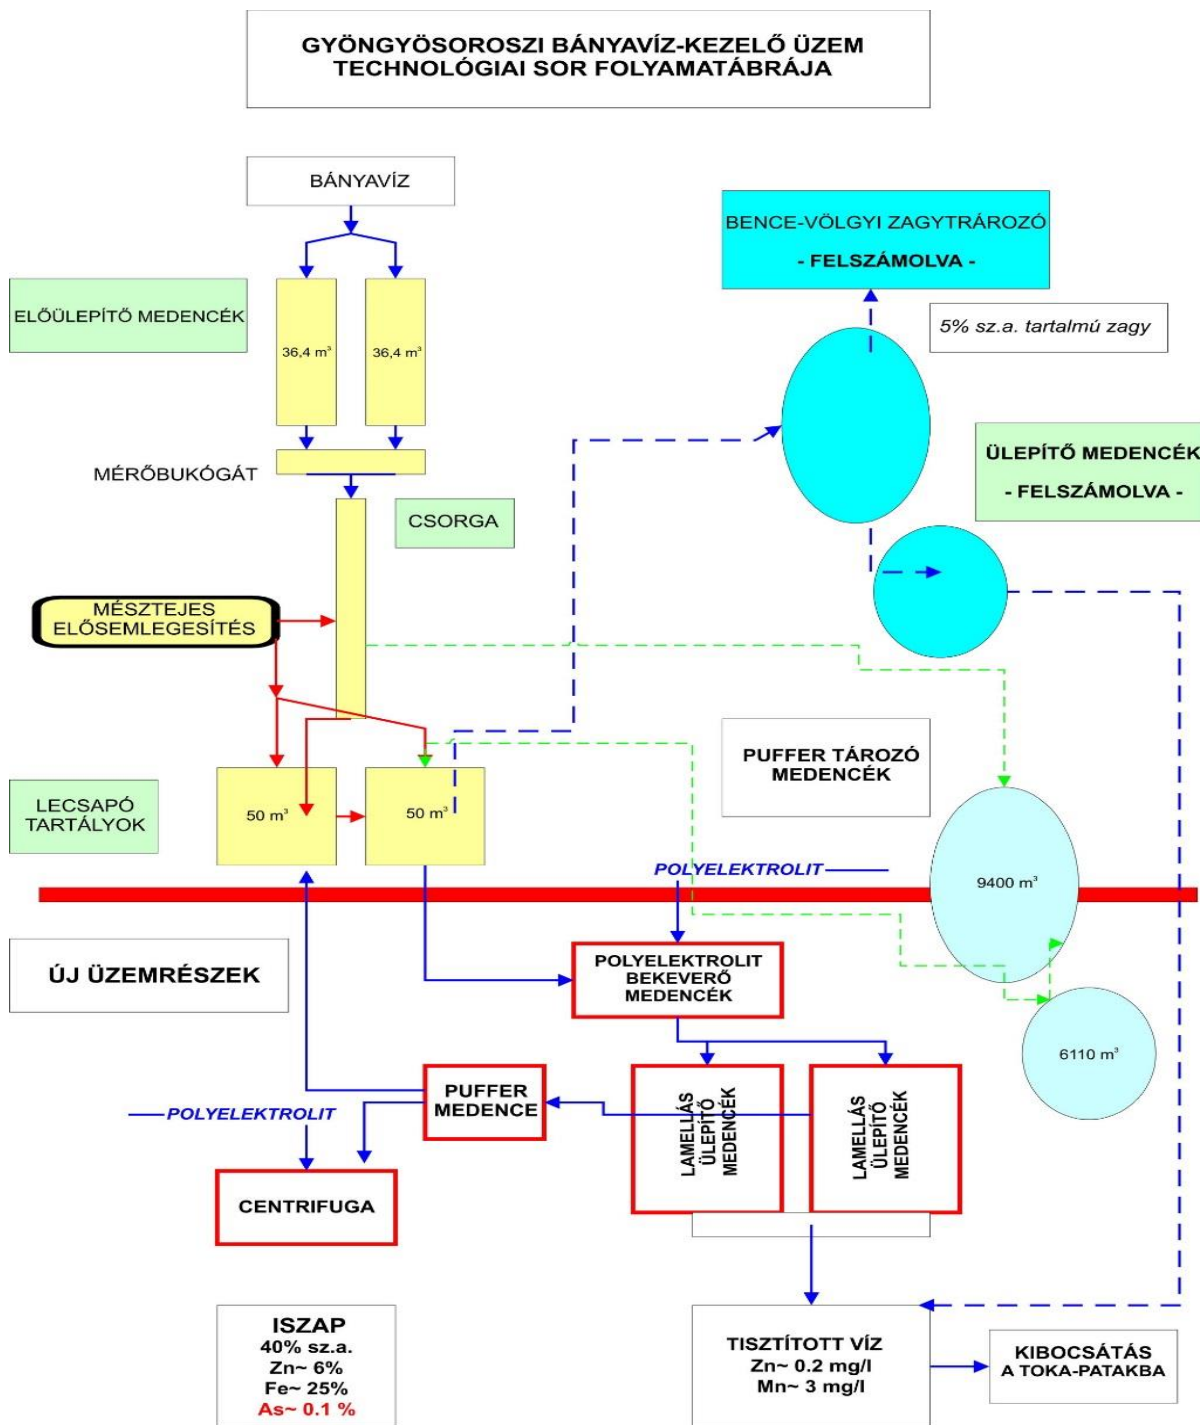 GYÖNGYÖSOROSZI BÁNYAVÍZ-KEZELŐ ÜZEM
TECHNOLÓGIAI SOR FOLYAMATÁBRÁJA
BÁNYAVÍZ
BENCE-VÖLGYI ZAGYTRÁROZÓ
- FELSZÁMOLVA -
ELŐÜLEPÍTŐ MEDENCÉK
36,4 m³
36,4 m³
5% sz.a. tartalmú zagy
MÉRŐBUKÓGÁT
ÜLEPÍTŐ MEDENCÉK
- FELSZÁMOLVA -
CSORGA
MÉSZTEJES
ELŐSEMLEGESÍTÉS
PUFFER TÁROZÓ
MEDENCÉK
LECSAPÓ
TARTÁLYOK
50 m³
50 m³
POLYELEKTROLIT
9400 m³
ÚJ ÜZEMRÉSZEK
POLYELEKTROLIT
BEKEVERŐ
MEDENCÉK
6110 m³
PUFFER
MEDENCE
LAMELLÁS
ÜLEPÍTŐ
MEDENCÉK
LAMELLÁS
ÜLEPÍTŐ
MEDENCÉK
POLYELEKTROLIT
CENTRIFUGA
ISZAP
40% sz.a.
Zn~ 6%
Fe~ 25%
As~ 0.1 %
TISZTÍTOTT VÍZ
Zn~ 0.2 mg/l
Mn~ 3 mg/l
KIBOCSÁTÁS
A TOKA-PATAKBA